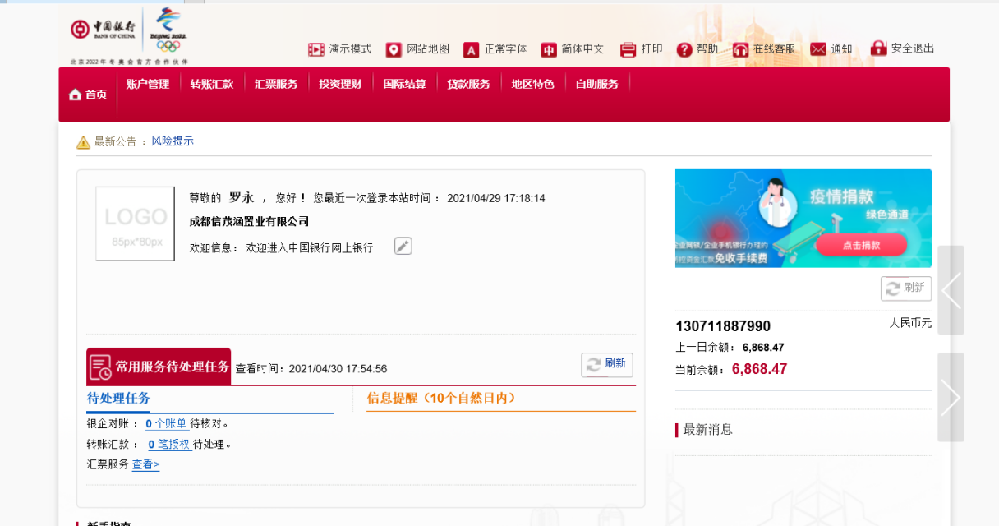 中国银行
BANK OF CHINA
BEIJING 2022
北京2022年冬奥会官方合作伙伴
演示模式 网站地图 A 正常字体 中 简体中文 打印 ? 帮助 在线客服 通知 安全退出
首页 账户管理 转账汇款 汇票服务 投资理财 国际结算 贷款服务 地区特色 自助服务
最新公告 : 风险提示
LOGO
85px*80px
尊敬的 罗永 ， 您好！ 您最近一次登录本站时间： 2021/04/29 17:18:14
成都信茂涵置业有限公司
欢迎信息： 欢迎进入中国银行网上银行
常用服务待处理任务 查看时间：2021/04/30 17:54:56 刷新
待处理任务
银企对账 ： 0 个账单 待核对。
转账汇款 ： 0 笔授权 待处理。
汇票服务 查看>
信息提醒（10个自然日内）
疫情捐款
绿色通道
点击捐款
企业网银/企业手机银行办理的
资金汇款 免收手续费
刷新
130711887990 人民币元
上一日余额： 6,868.47
当前余额： 6,868.47
最新消息
新手指南